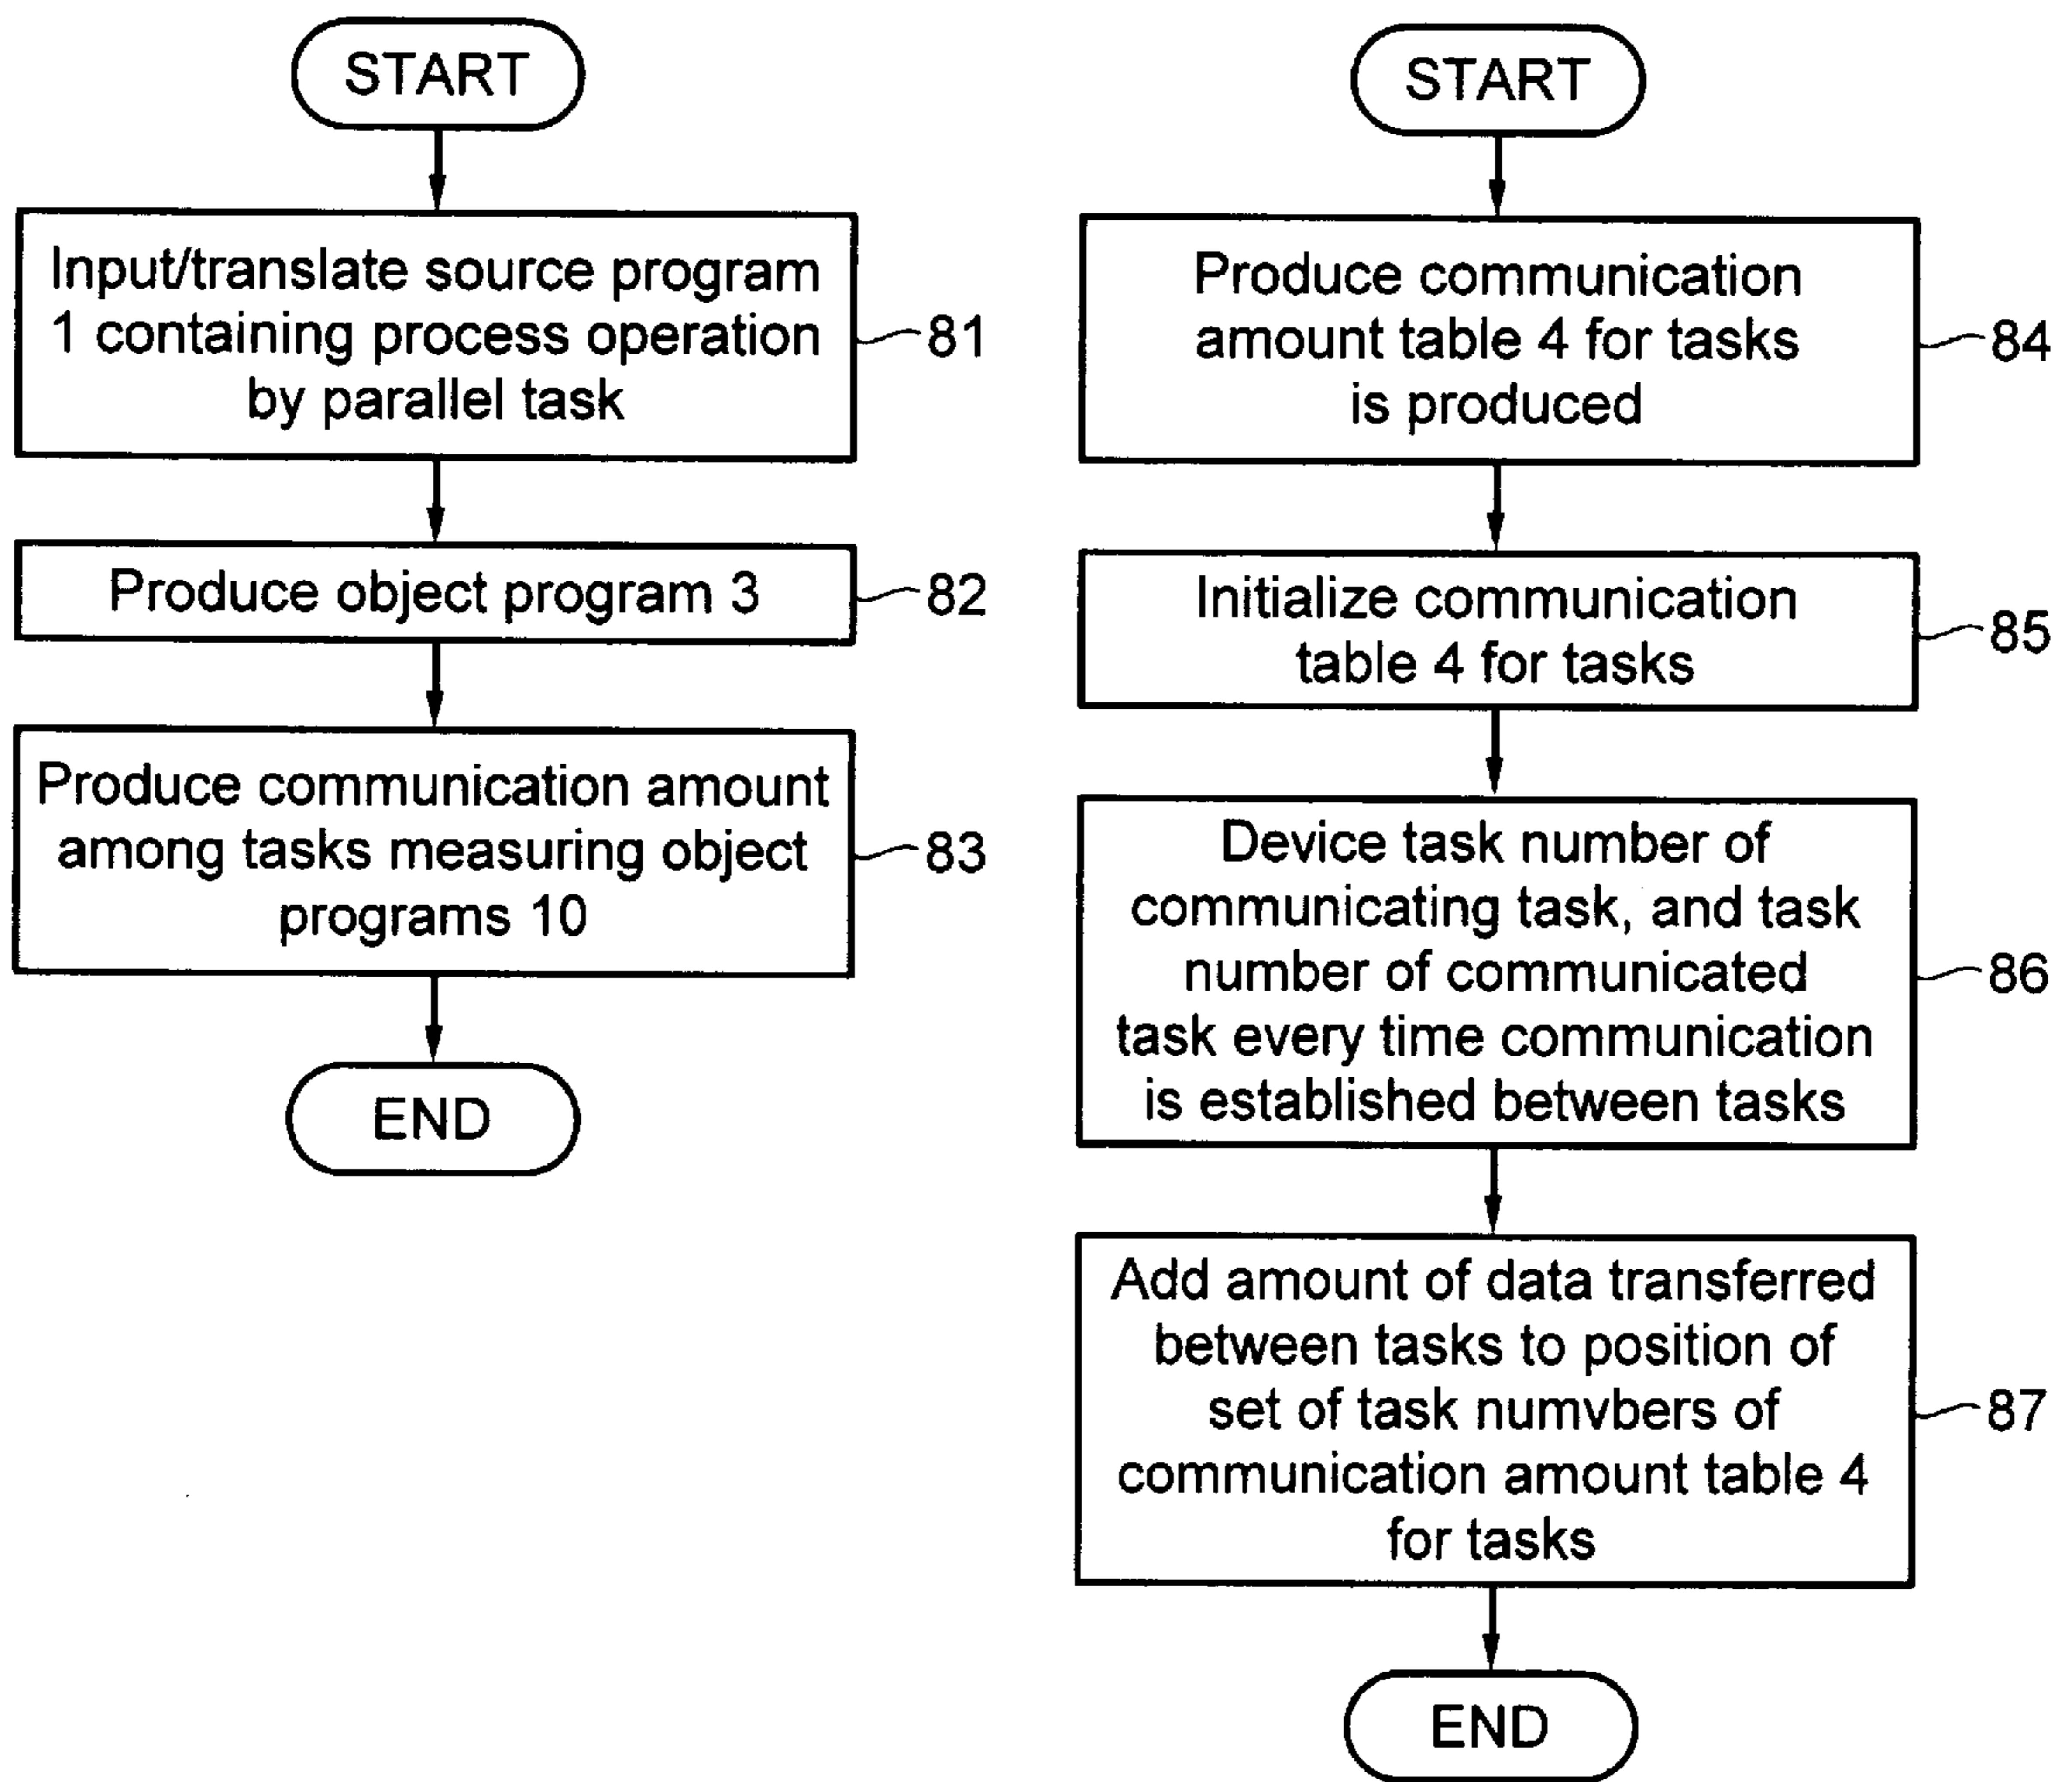 START
Input/translate source program
1 containing process operation
by parallel task
81
Produce object program 3
82
Produce communication amount
among tasks measuring object
programs 10
83
END
START
Produce communication
amount table 4 for tasks
is produced
84
Initialize communication
table 4 for tasks
85
Device task number of
communicating task, and task
number of communicated
task every time communication
is established between tasks
86
Add amount of data transferred
between tasks to position of
set of task numvbers of
communication amount table 4
for tasks
87
END